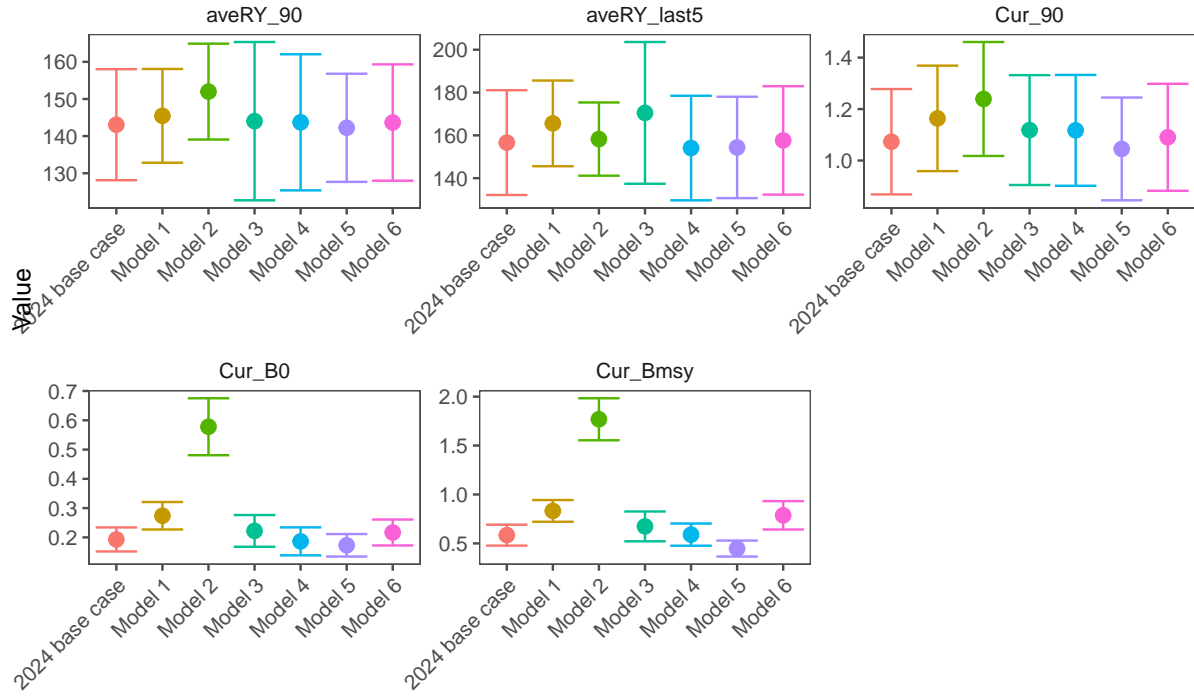 aveRY_90
aveRY_last5
Cur_90
160
150
140
130
200
180
160
140
1.4
1.2
1.0
2024 base case
Model 1
Model 2
Model 3
Model 4
Model 5
Model 6
2024 base case
Model 1
Model 2
Model 3
Model 4
Model 5
Model 6
2024 base case
Model 1
Model 2
Model 3
Model 4
Model 5
Model 6
Value
Cur_B0
Cur_Bmsy
0.7
0.6
0.5
0.4
0.3
0.2
2.0
1.5
1.0
0.5
2024 base case
Model 1
Model 2
Model 3
Model 4
Model 5
Model 6
2024 base case
Model 1
Model 2
Model 3
Model 4
Model 5
Model 6